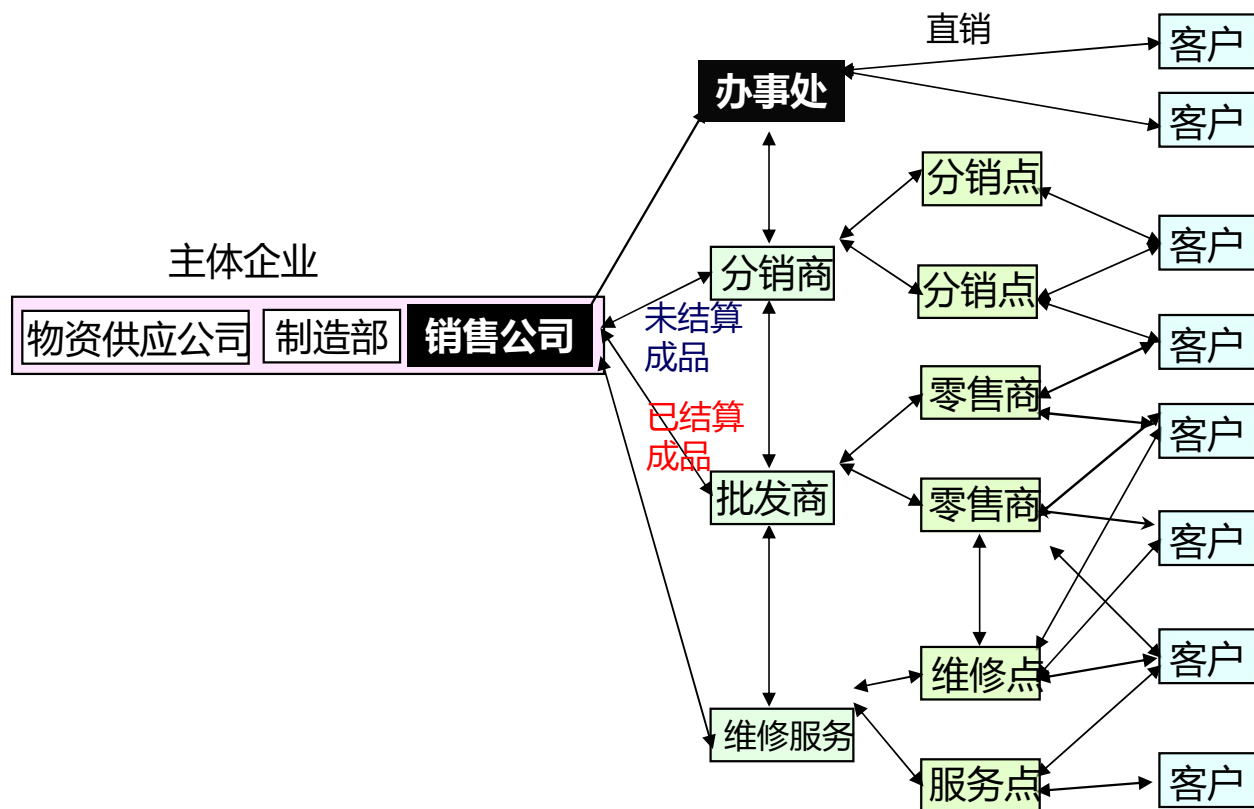 直销
客户
办事处
客户
分销点
客户
主体企业
分销商
分销点
物资供应公司
制造部
销售公司
未结算
成品
客户
零售商
已结算
成品
客户
批发商
零售商
客户
维修点
客户
维修服务
服务点
客户